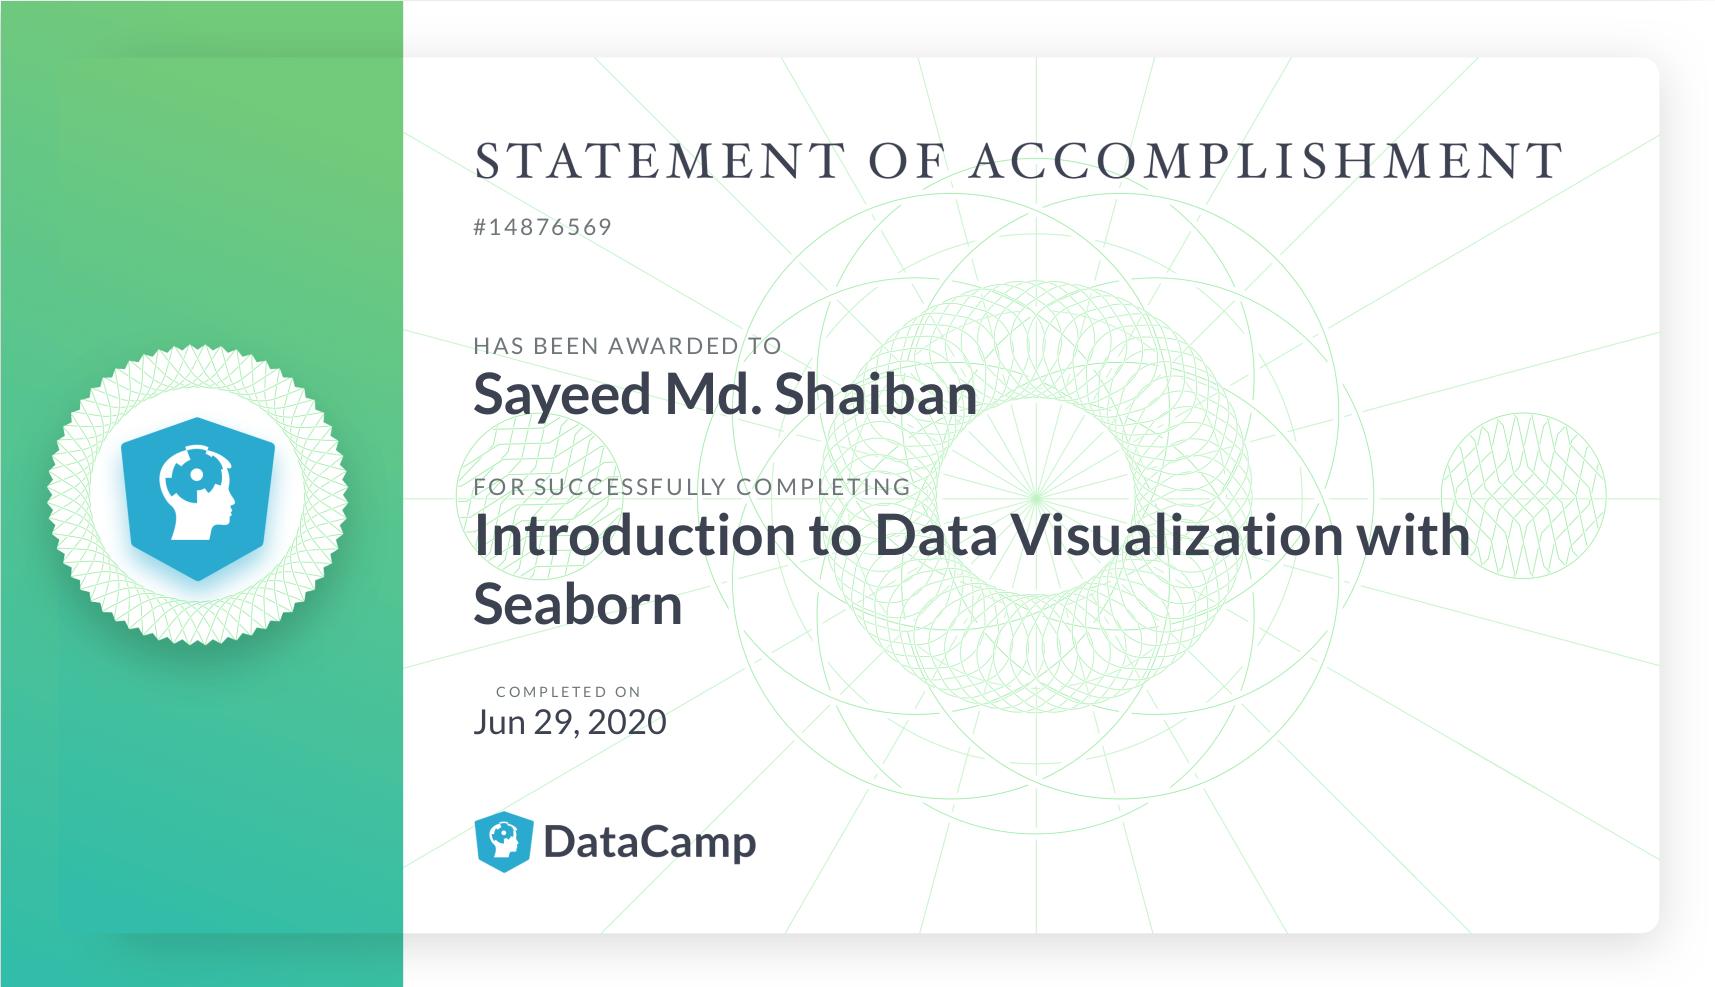 STATEMENT OF ACCOMPLISHMENT
#14876569
HAS BEEN AWARDED TO
Sayeed Md. Shaiban
FOR SUCCESSFULLY COMPLETING
Introduction to Data Visualization with
Seaborn
COMPLETED ON
Jun 29, 2020
DataCamp